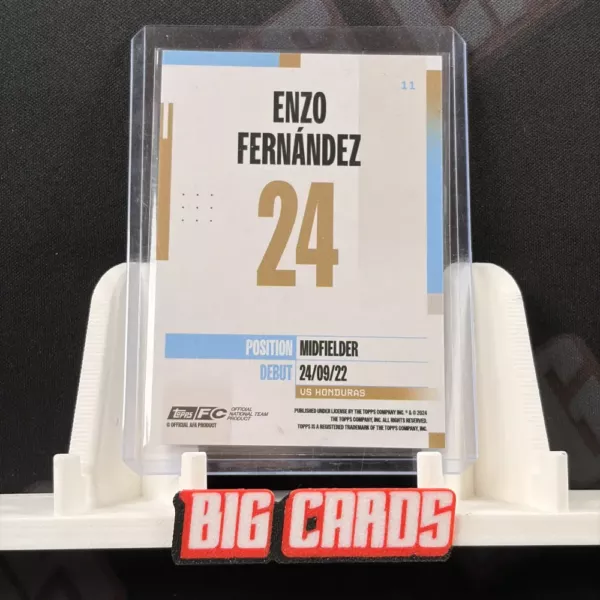 11
ENZO
FERNÁNDEZ
24
POSITION MIDFIELDER
DEBUT 24/09/22
VS HONDURAS
topps FC OFFICIAL
NATIONAL TEAM
PRODUCT
© OFFICIAL AFA PRODUCT
PUBLISHED UNDER LICENSE BY THE TOPPS COMPANY INC. ® & © 2024
THE TOPPS COMPANY, INC. ALL RIGHTS RESERVED.
TOPPS IS A REGISTERED TRADEMARK OF THE TOPPS COMPANY, INC.
BIG CARDS